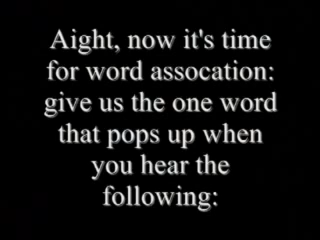 Aight, now it's time
for word assocation:
give us the one word
that pops up when
you hear the
following: